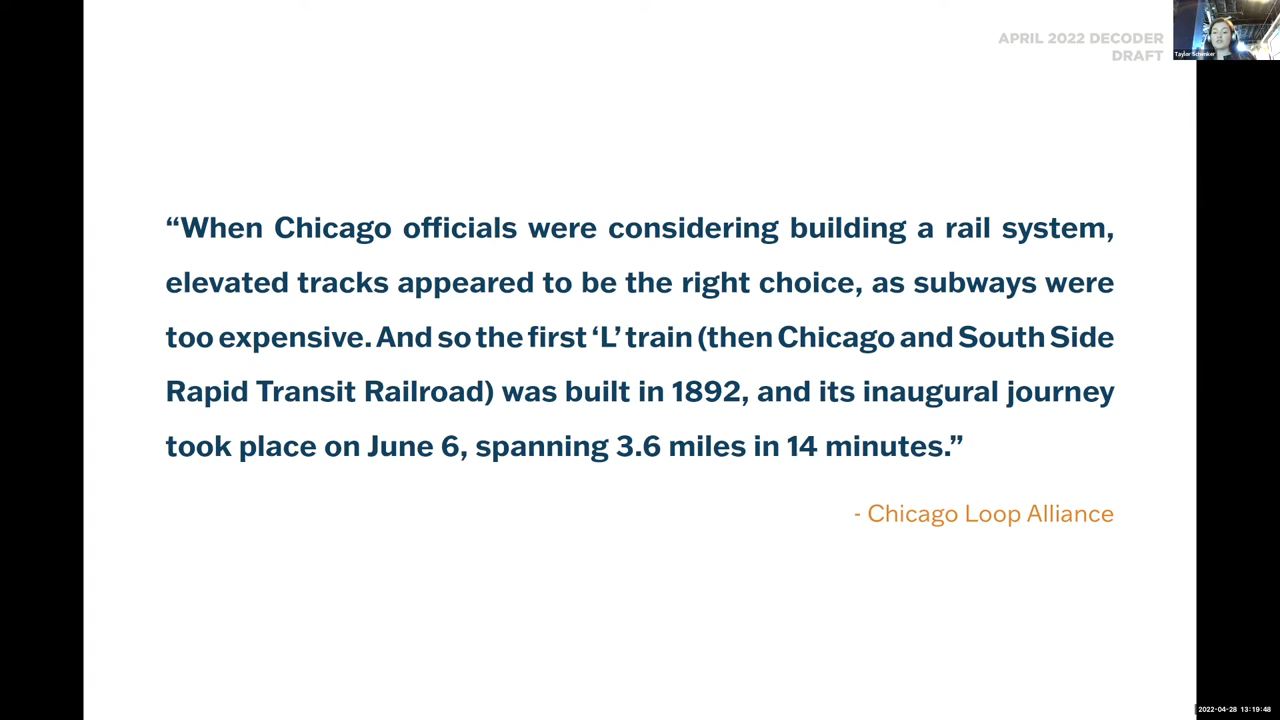 APRIL 2022 DECODER
DRAFT
Taylor Schenker
“When Chicago officials were considering building a rail system,
elevated tracks appeared to be the right choice, as subways were
too expensive. And so the first ‘L’ train (then Chicago and South Side
Rapid Transit Railroad) was built in 1892, and its inaugural journey
took place on June 6, spanning 3.6 miles in 14 minutes.”
- Chicago Loop Alliance
2022-04-28 13:19:48